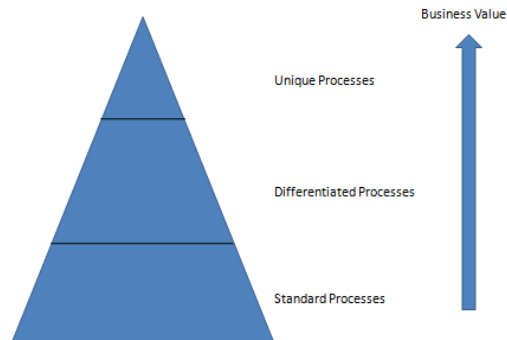 Business Value
Unique Processes
Differentiated Processes
Standard Processes